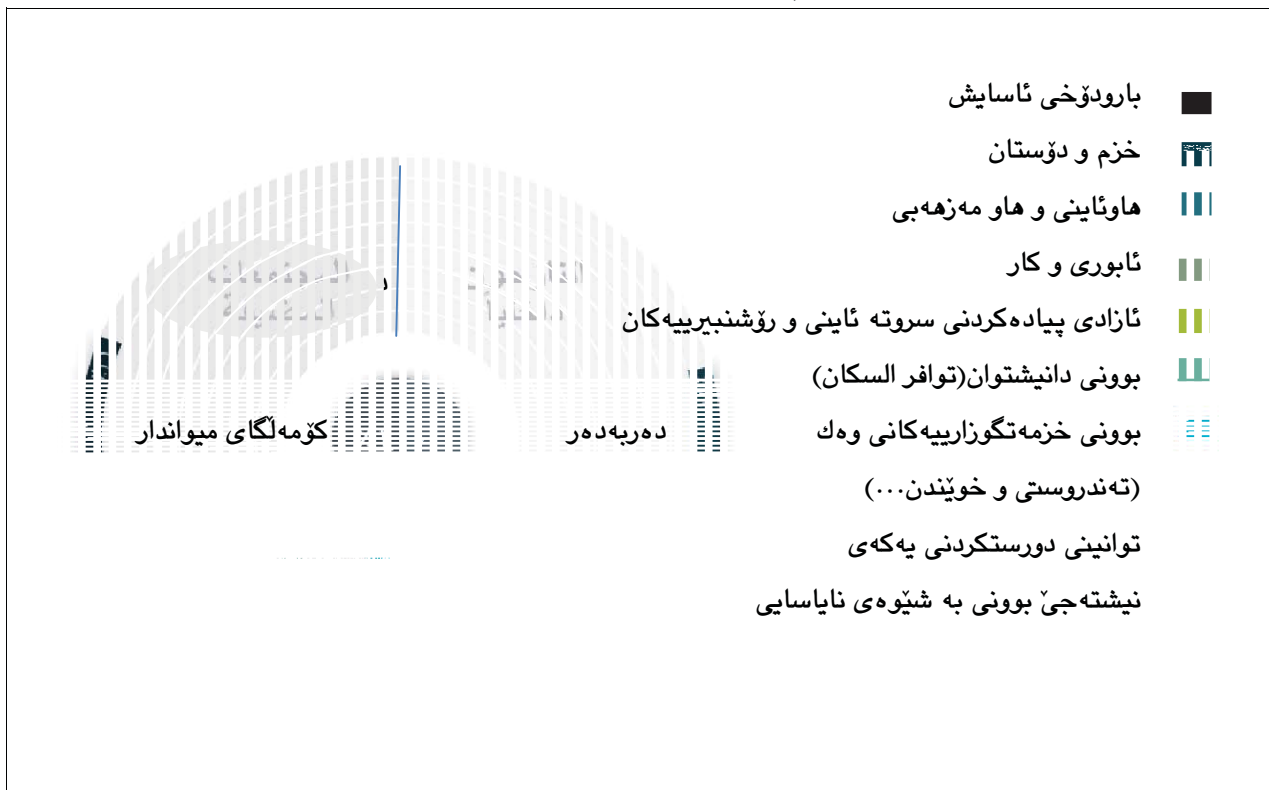 بارودۆخی ئاسایش
خزم و دۆستان
هاوئاینی و هاو مەزهەبی
ئابوری و کار
ئازادی پیادەکردنی سروتە ئاینی و رۆشنبیرییەکان
بوونی دانیشتوان(توافر السكان)
بوونی خزمەتگوزارییەکانی وەك
(تەندروستی و خوێندن...)
توانینی دورستکردنی یەکەی
نیشتەجێ بوونی بە شێوەی نایاسایی
دەربەدەر
کۆمەڵگای میواندار